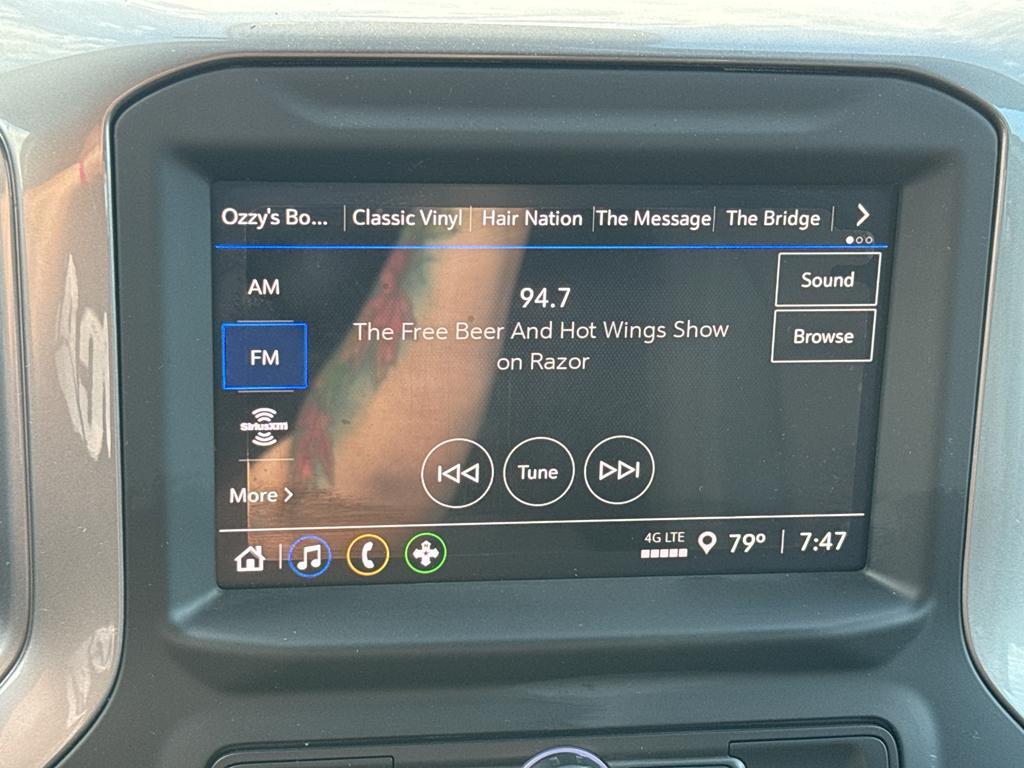 Ozzy's Bo... Classic Vinyl Hair Nation The Message The Bridge
AM
FM
SiriusXM
More
94.7
The Free Beer And Hot Wings Show
on Razor
Sound
Browse
Tune
4G LTE
79° 7:47